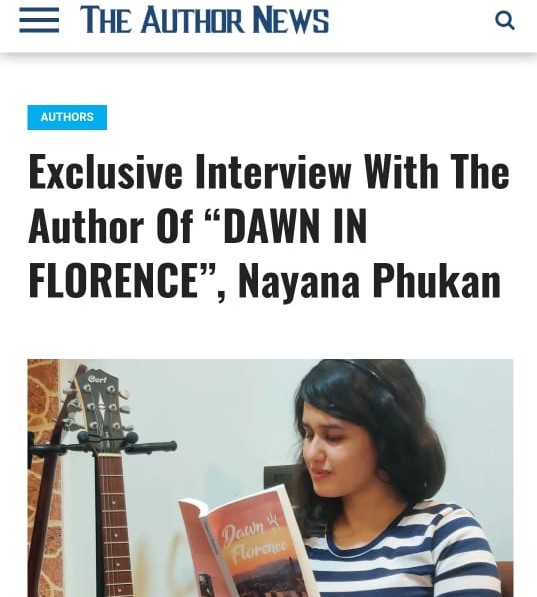 THE AUTHOR NEWS
AUTHORS
Exclusive Interview With The
Author Of “DAWN IN
FLORENCE”, Nayana Phukan
Cort
Dawn in
Florence